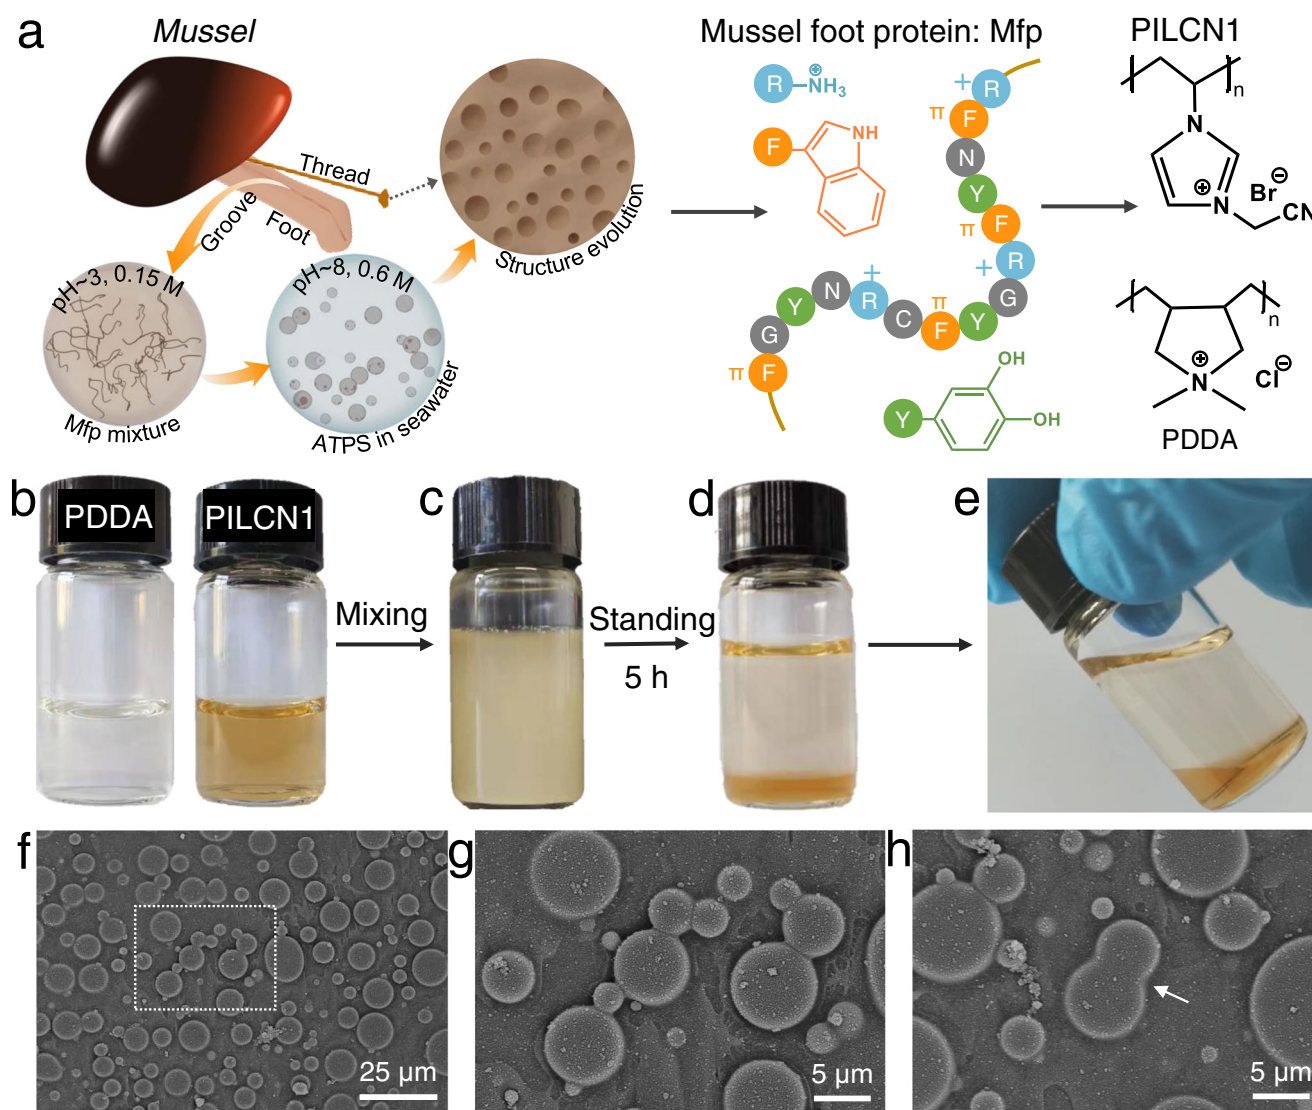 a
Mussel
Thread
Groove
Foot
pH~3, 0.15 M
Mfp mixture
pH~8, 0.6 M
ATPS in seawater
Structure evolution
Mussel foot protein: Mfp
R NH₃ ⊕
F NH
R +
F π
N
Y
F π
R +
G
Y
F π
C
R +
N
Y
G
F π
Y OH
OH
PILCN1
n
N
N ⊕ Br⊖
CN
n
N ⊕ Cl⊖
PDDA
b
PDDA
PILCN1
Mixing
c
Standing
5 h
d
e
f
25 μm
g
5 μm
h
5 μm